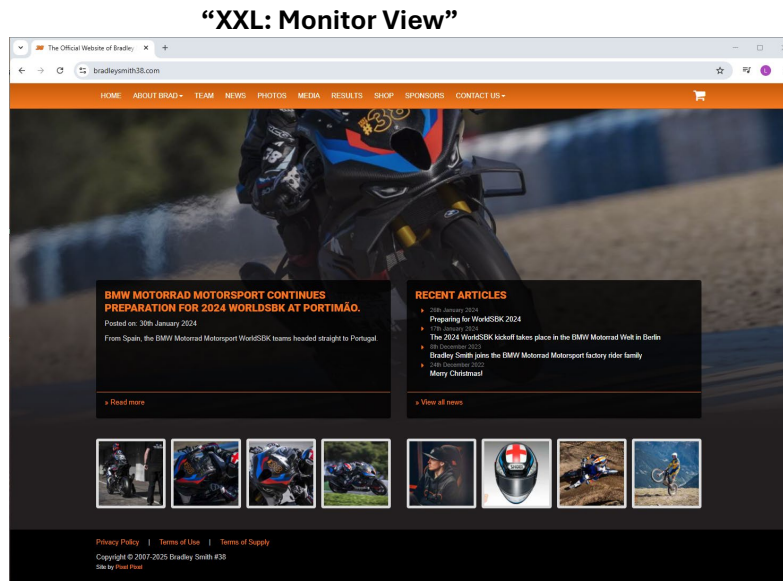 “XXL: Monitor View”
The Official Website of Bradley
bradleysmith38.com
L
HOME ABOUT BRAD TEAM NEWS PHOTOS MEDIA RESULTS SHOP SPONSORS CONTACT US
#38
BMW MOTORRAD MOTORSPORT CONTINUES
PREPARATION FOR 2024 WORLDSBK AT PORTIMÃO.
Posted on: 30th January 2024
From Spain, the BMW Motorrad Motorsport WorldSBK teams headed straight to Portugal.
» Read more
RECENT ARTICLES
26th January 2024
Preparing for WorldSBK 2024
17th January 2024
The 2024 WorldSBK kickoff takes place in the BMW Motorrad Welt in Berlin
8th December 2023
Bradley Smith joins the BMW Motorrad Motorsport factory rider family
24th December 2022
Merry Christmas!
» View all news
SHOEI
Privacy Policy | Terms of Use | Terms of Supply
Copyright © 2007-2025 Bradley Smith #38
Site by Pixel Pixel